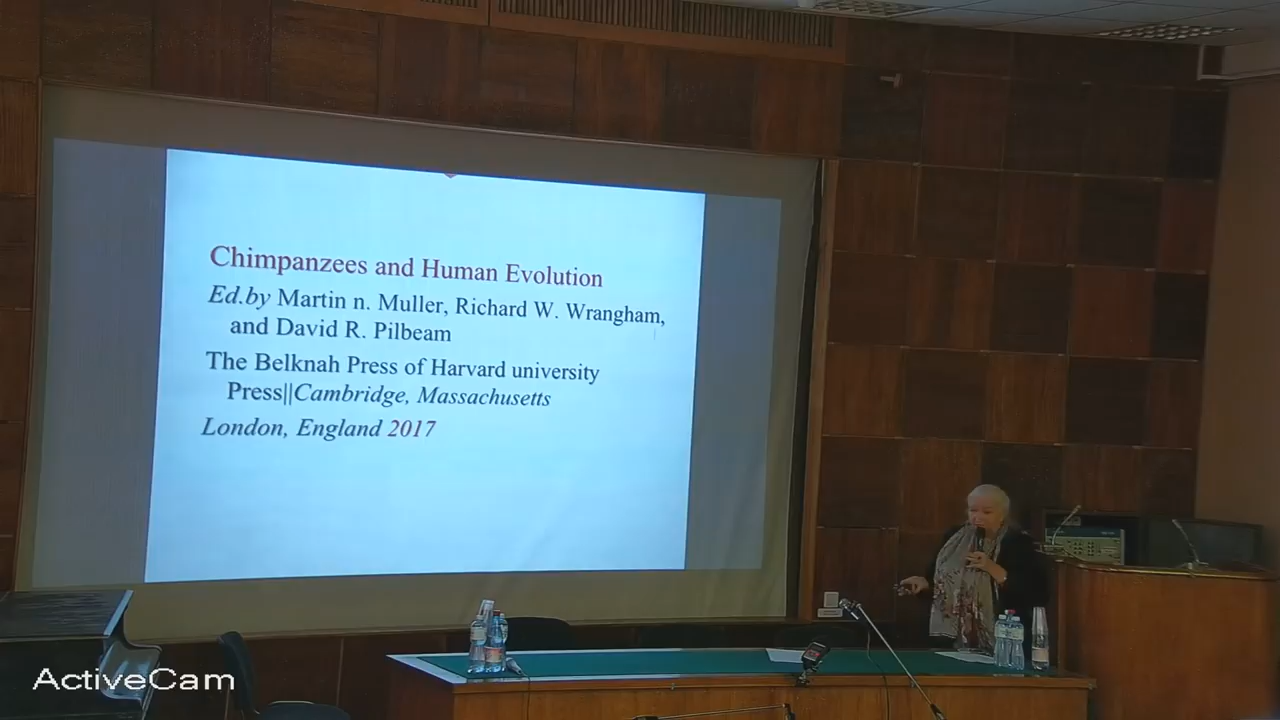 Chimpanzees and Human Evolution
Ed.by Martin n. Muller, Richard W. Wrangham,
and David R. Pilbeam
The Belknah Press of Harvard university
Press||Cambridge, Massachusetts
London, England 2017
ActiveCam